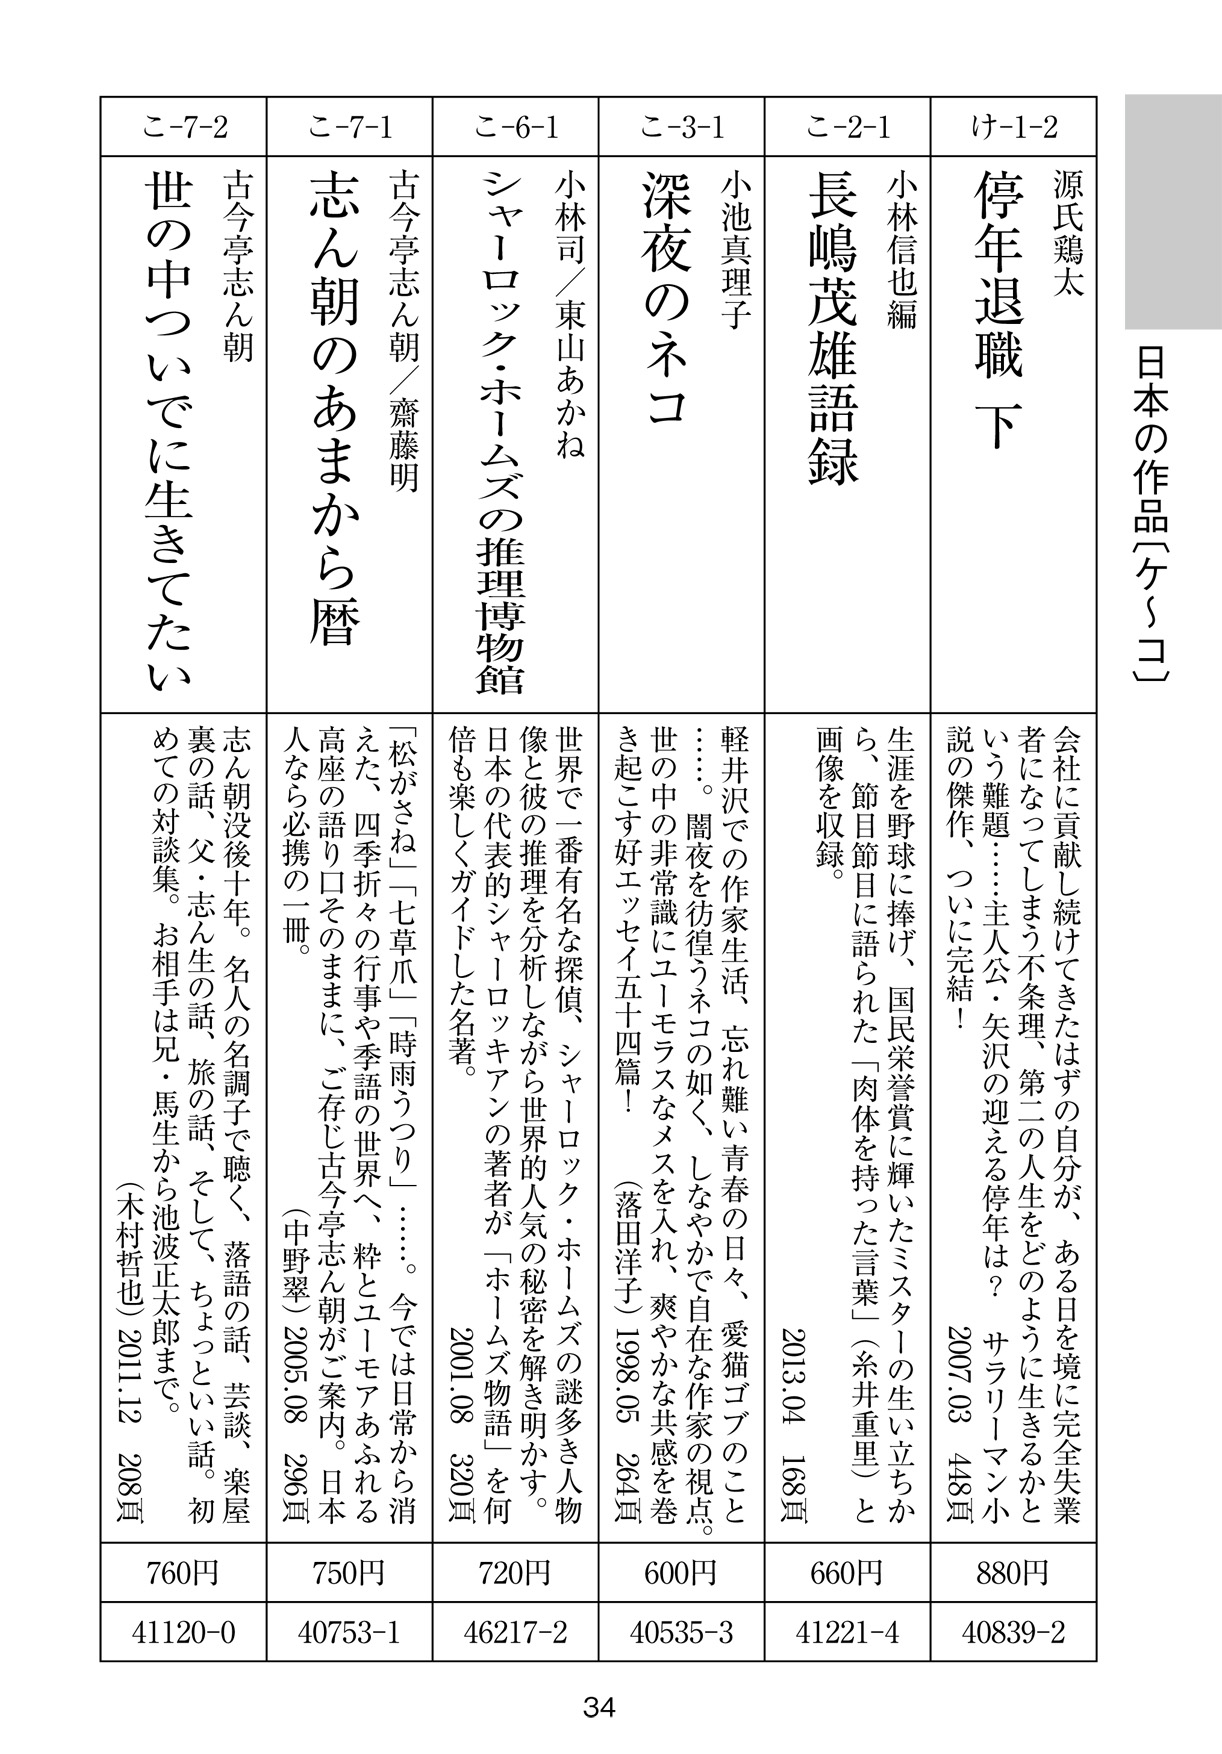 日本の作品〔ケ〜コ〕
け-1-2
源氏鶏太
停年退職 下
会社に貢献し続けてきたはずの自分が、ある日を境に完全失業
者になってしまう不条理、第二の人生をどのように生きるかと
いう難題……主人公・矢沢の迎える停年は？　サラリーマン小
説の傑作、ついに完結！
2007.03　448頁
880円
40839-2
こ-2-1
小林信也編
長嶋茂雄語録
生涯を野球に捧げ、国民栄誉賞に輝いたミスターの生い立ちか
ら、節目節目に語られた「肉体を持った言葉」（糸井重里）と
画像を収録。
2013.04　168頁
660円
41221-4
こ-3-1
小池真理子
深夜のネコ
軽井沢での作家生活、忘れ難い青春の日々、愛猫ゴブのこと
……。闇夜を彷徨うネコの如く、しなやかで自在な作家の視点。
世の中の非常識にユーモラスなメスを入れ、爽やかな共感を巻
き起こす好エッセイ五十四篇！
（落田洋子）1998.05　264頁
600円
40535-3
こ-6-1
小林司／東山あかね
シャーロック・ホームズの推理博物館
世界で一番有名な探偵、シャーロック・ホームズの謎多き人物
像と彼の推理を分析しながら世界的人気の秘密を解き明かす。
日本の代表的シャーロッキアンの著者が「ホームズ物語」を何
倍も楽しくガイドした名著。
2001.08　320頁
720円
46217-2
こ-7-1
古今亭志ん朝／齋藤明
志ん朝のあまから暦
「松がさね」「七草爪」「時雨うつり」……。今では日常から消
えた、四季折々の行事や季語の世界へ、粋とユーモアあふれる
高座の語り口そのままに、ご存じ古今亭志ん朝がご案内。日本
人なら必携の一冊。
（中野翠）2005.08　296頁
750円
40753-1
こ-7-2
古今亭志ん朝
世の中ついでに生きてたい
志ん朝没後十年。名人の名調子で聴く、落語の話、芸談、楽屋
裏の話、父・志ん生の話、旅の話、そして、ちょっといい話。初
めての対談集。お相手は兄・馬生から池波正太郎まで。
（木村哲也）2011.12　208頁
760円
41120-0
34